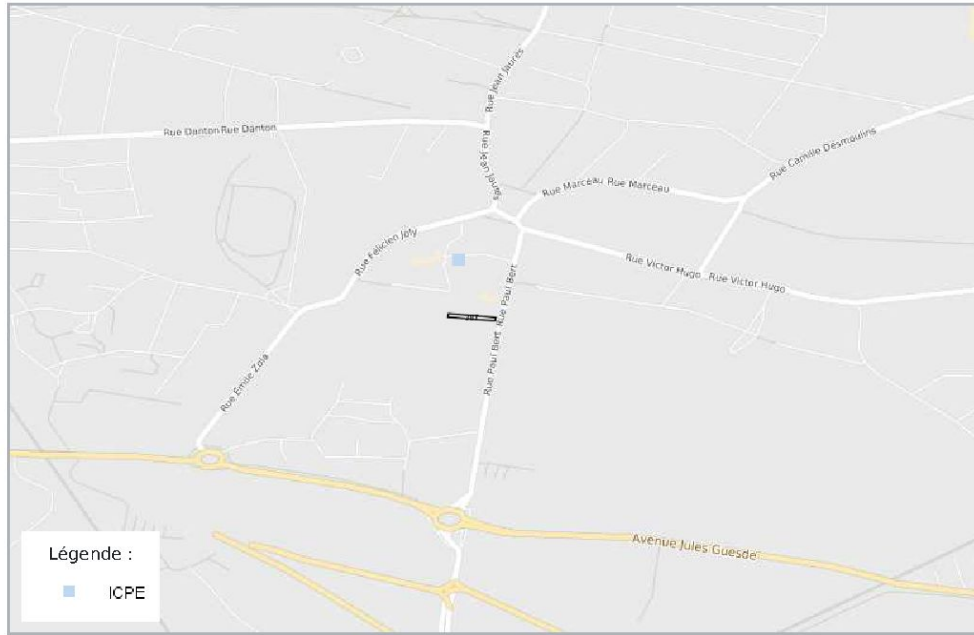 Rue Jean Jaurès
Rue Danton Rue Danton
Rue Jean Jaurès
Rue Camille Desmoulins
Rue Marceau Rue Marceau
Rue Félicien Joly
Rue Victor Hugo
Rue Victor Hugo
Rue Paul Bert
Rue Paul Bert
Rue Emile Zola
Avenue Jules Guesde
Légende :
ICPE